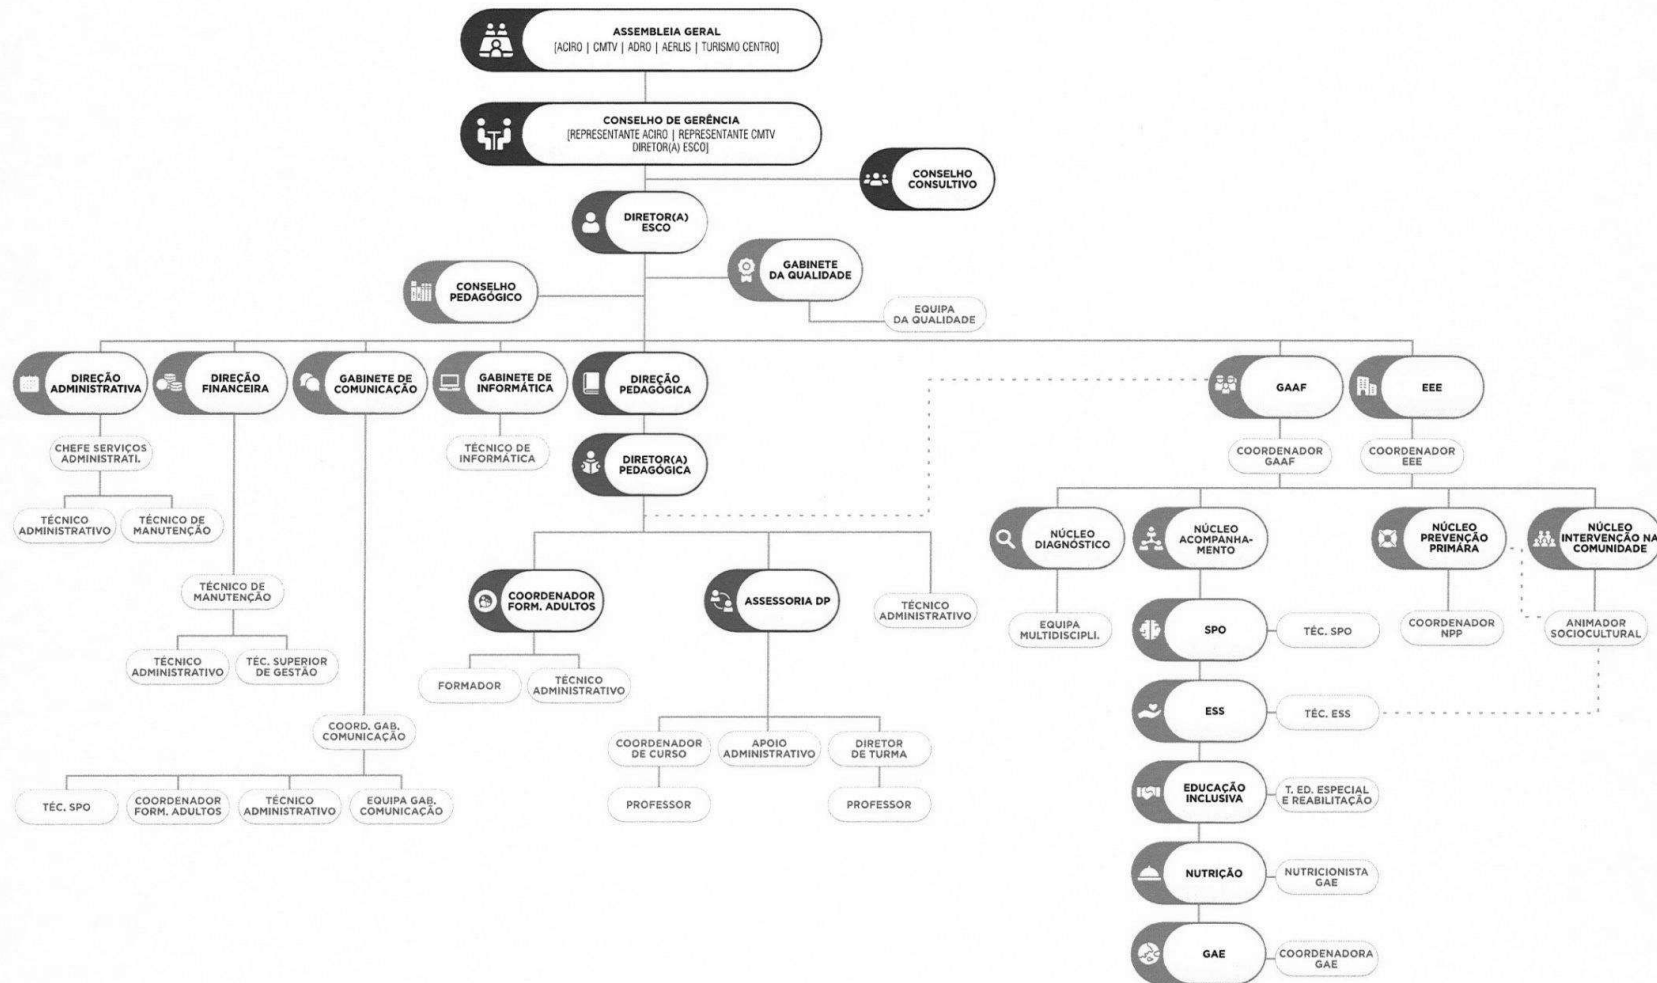 ASSEMBLEIA GERAL
[ACIRO | CMTV | ADRO | AERLIS | TURISMO CENTRO]
CONSELHO DE GERÊNCIA
[REPRESENTANTE ACIRO | REPRESENTANTE CMTV
DIRETOR(A) ESCO]
CONSELHO
CONSULTIVO
DIRETOR(A)
ESCO
GABINETE
DA QUALIDADE
CONSELHO
PEDAGÓGICO
EQUIPA
DA QUALIDADE
DIREÇÃO
ADMINISTRATIVA
DIREÇÃO
FINANCEIRA
GABINETE DE
COMUNICAÇÃO
GABINETE DE
INFORMÁTICA
DIREÇÃO
PEDAGÓGICA
GAAF
EEE
CHEFE SERVIÇOS
ADMINISTRATI.
TÉCNICO DE
INFORMÁTICA
DIRETOR(A)
PEDAGÓGICA
COORDENADOR
GAAF
COORDENADOR
EEE
TÉCNICO
ADMINISTRATIVO
TÉCNICO DE
MANUTENÇÃO
NÚCLEO
DIAGNÓSTICO
NÚCLEO
ACOMPANHA-
MENTO
NÚCLEO
PREVENÇÃO
PRIMÁRA
NÚCLEO
INTERVENÇÃO NA
COMUNIDADE
TÉCNICO DE
MANUTENÇÃO
COORDENADOR
FORM. ADULTOS
ASSESSORIA DP
TÉCNICO
ADMINISTRATIVO
EQUIPA
MULTIDISCIPLI.
SPO
TÉC. SPO
COORDENADOR
NPP
ANIMADOR
SOCIOCULTURAL
TÉCNICO
ADMINISTRATIVO
TÉC. SUPERIOR
DE GESTÃO
FORMADOR
TÉCNICO
ADMINISTRATIVO
ESS
TÉC. ESS
COORD. GAB.
COMUNICAÇÃO
COORDENADOR
DE CURSO
APOIO
ADMINISTRATIVO
DIRETOR
DE TURMA
TÉC. SPO
COORDENADOR
FORM. ADULTOS
TÉCNICO
ADMINISTRATIVO
EQUIPA GAB.
COMUNICAÇÃO
PROFESSOR
PROFESSOR
EDUCAÇÃO
INCLUSIVA
T. ED. ESPECIAL
E REABILITAÇÃO
NUTRIÇÃO
NUTRICIONISTA
GAE
GAE
COORDENADORA
GAE